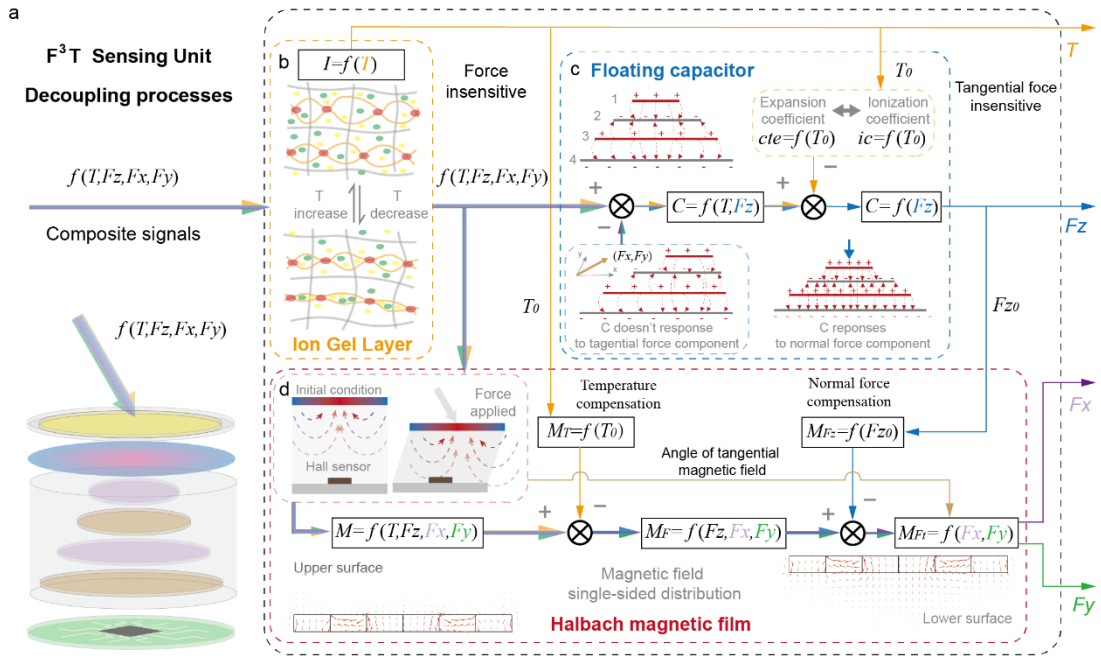 a
F³T Sensing Unit
Decoupling processes
f(T,Fz,Fx,Fy)
Composite signals
f(T,Fz,Fx,Fy)
b
I=f(T)
T
increase
T
decrease
Ion Gel Layer
Force
insensitive
f(T,Fz,Fx,Fy)
T
T₀
c Floating capacitor
1
2
3
4
Expansion
coefficient
cte=f(T₀)
Ionization
coefficient
ic=f(T₀)
Tangential foce
insensitive
+
−
C=f(T,Fz)
+
−
C=f(Fz)
Fz
y
x
(Fx,Fy)
C doesn't response
to tagential force component
C reponses
to normal force component
T₀
Fz₀
d
Initial condition
Hall sensor
Force
applied
Temperature
compensation
M_T=f(T₀)
Normal force
compensation
M_Fz=f(Fz₀)
Angle of tangential
magnetic field
M=f(T,Fz,Fx,Fy)
+
−
M_F=f(Fz,Fx,Fy)
+
−
M_Ft=f(Fx,Fy)
Fx
Fy
Upper surface
Magnetic field
single-sided distribution
Lower surface
Halbach magnetic film